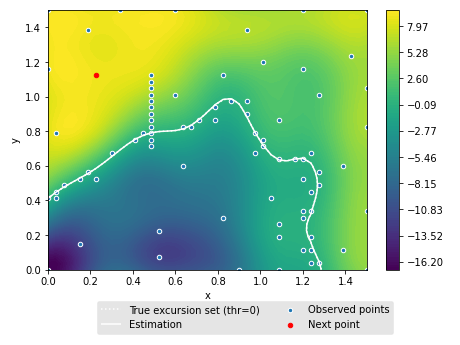 1.4
1.2
1.0
0.8
0.6
0.4
0.2
0.0
y
0.0 0.2 0.4 0.6 0.8 1.0 1.2 1.4
x
7.97
5.28
2.60
−0.09
−2.77
−5.46
−8.15
−10.83
−13.52
−16.20
True excursion set (thr=0)
Estimation
Observed points
Next point